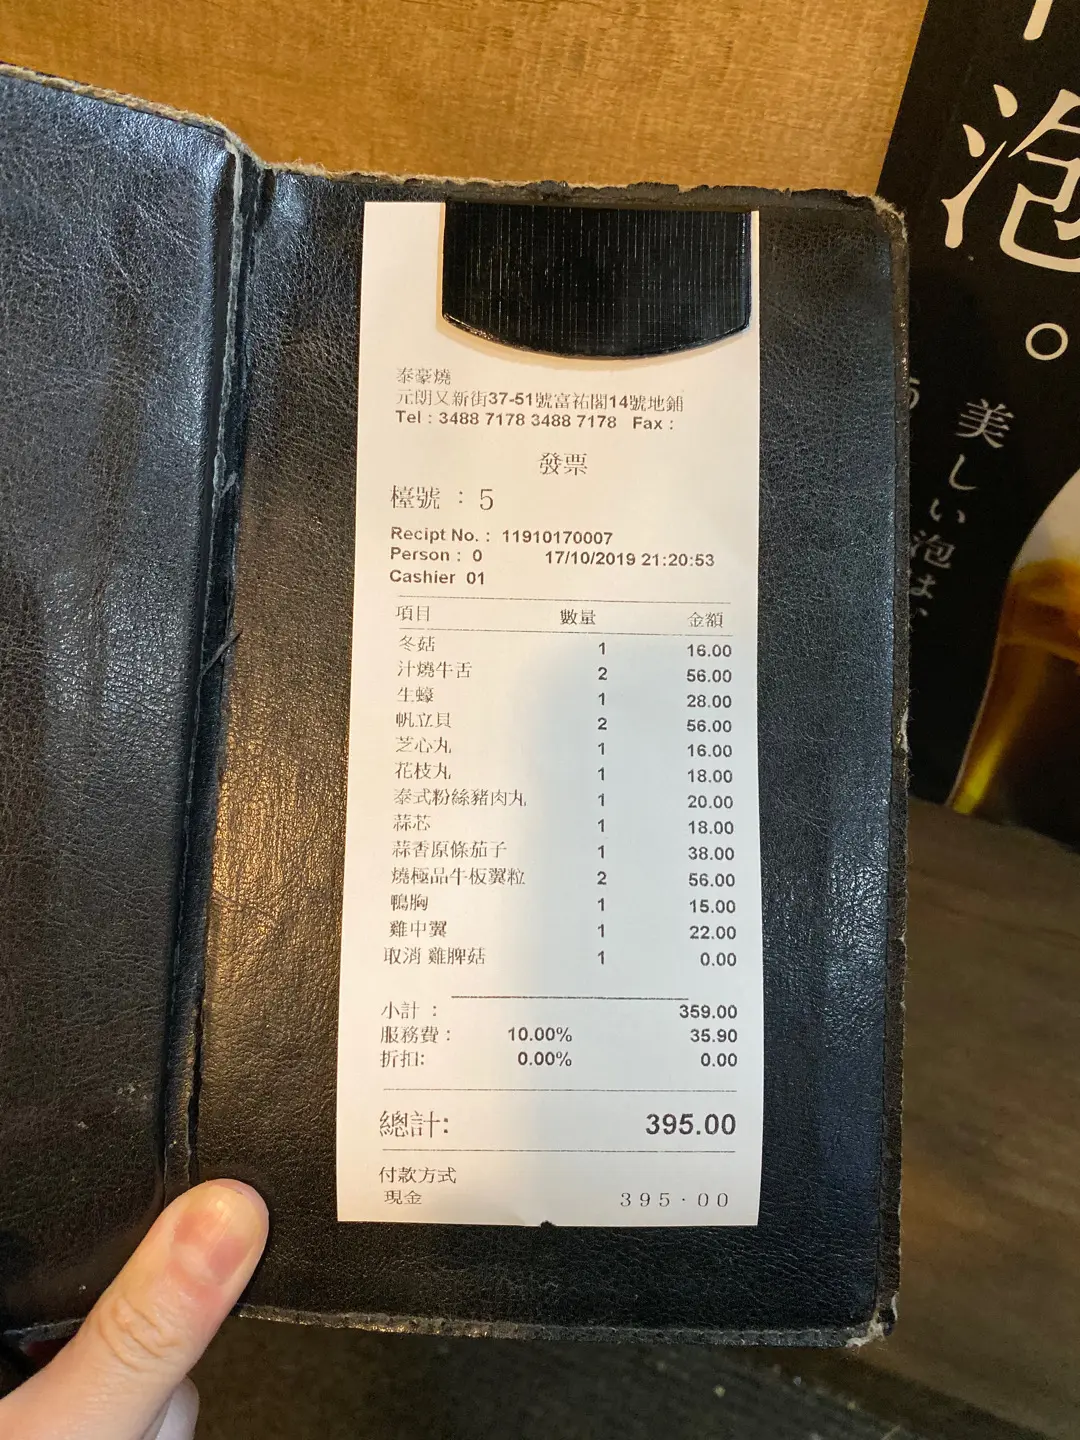 泰豪燒
元朗又新街37-51號富祐閣14號地鋪
Tel : 3488 7178 3488 7178 Fax :
發票
檯號 : 5
Recipt No. : 11910170007
Person : 0 17/10/2019 21:20:53
Cashier 01
項目 數量 金額
冬菇 1 16.00
汁燒牛舌 2 56.00
生蠔 1 28.00
帆立貝 2 56.00
芝心丸 1 16.00
花枝丸 1 18.00
泰式粉絲豬肉丸 1 20.00
蒜芯 1 18.00
蒜香原條茄子 1 38.00
燒極品牛板翼粒 2 56.00
鴨胸 1 15.00
雞中翼 1 22.00
取消 雞脾菇 1 0.00
小計 : 359.00
服務費 : 10.00% 35.90
折扣: 0.00% 0.00
總計: 395.00
付款方式
現金 395.00
泡。
美しい泡は、